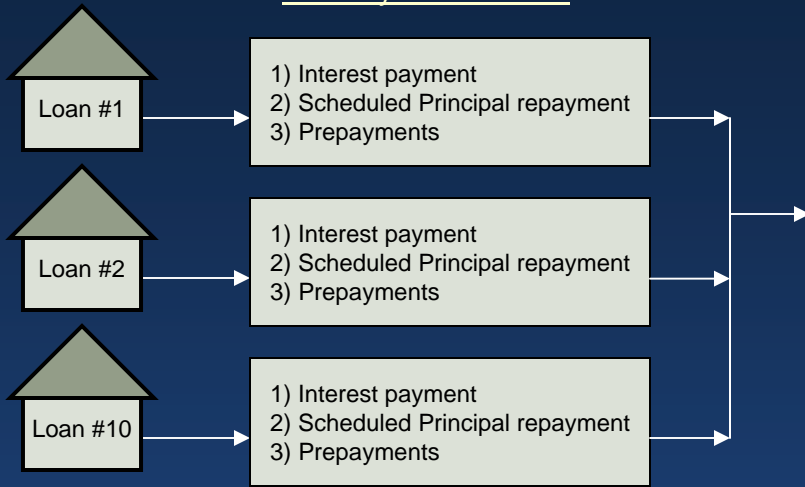 Loan #1
1) Interest payment
2) Scheduled Principal repayment
3) Prepayments
Loan #2
1) Interest payment
2) Scheduled Principal repayment
3) Prepayments
Loan #10
1) Interest payment
2) Scheduled Principal repayment
3) Prepayments